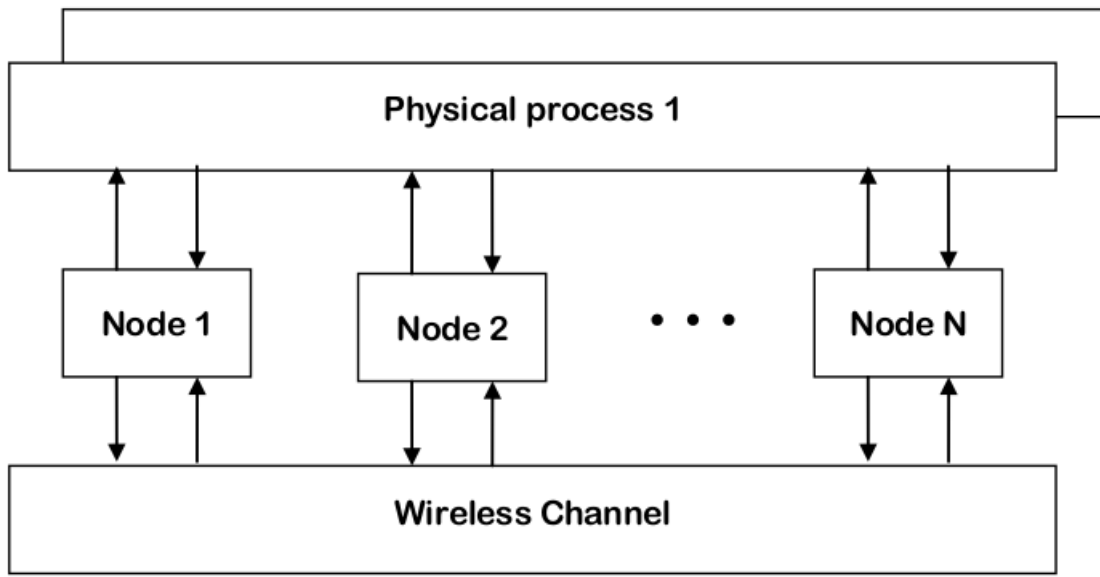 Physical process 1
Node 1
Node 2
• • •
Node N
Wireless Channel